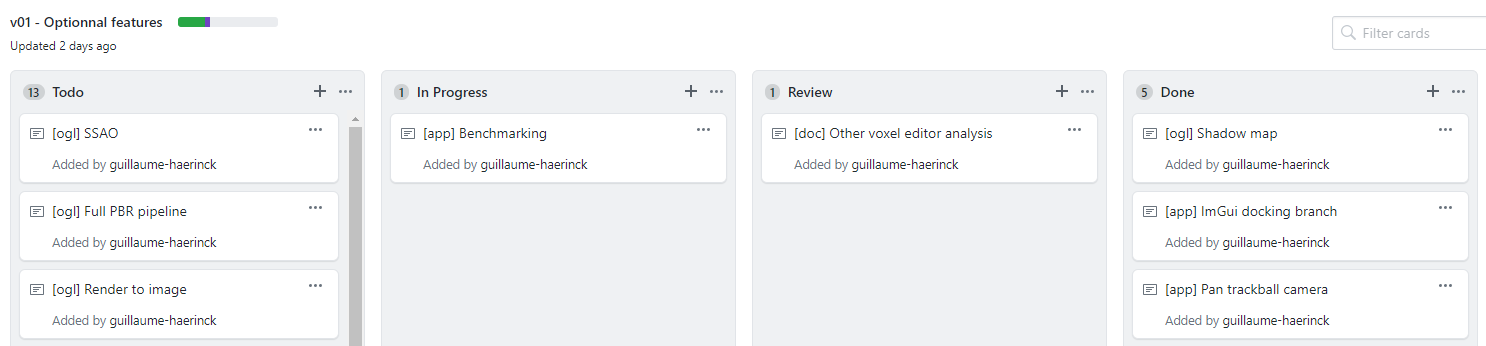 v01 - Optionnal features
Updated 2 days ago
Filter cards
13 Todo
[ogl] SSAO
Added by guillaume-haerinck
[ogl] Full PBR pipeline
Added by guillaume-haerinck
[ogl] Render to image
Added by guillaume-haerinck
1 In Progress
[app] Benchmarking
Added by guillaume-haerinck
1 Review
[doc] Other voxel editor analysis
Added by guillaume-haerinck
5 Done
[ogl] Shadow map
Added by guillaume-haerinck
[app] ImGui docking branch
Added by guillaume-haerinck
[app] Pan trackball camera
Added by guillaume-haerinck